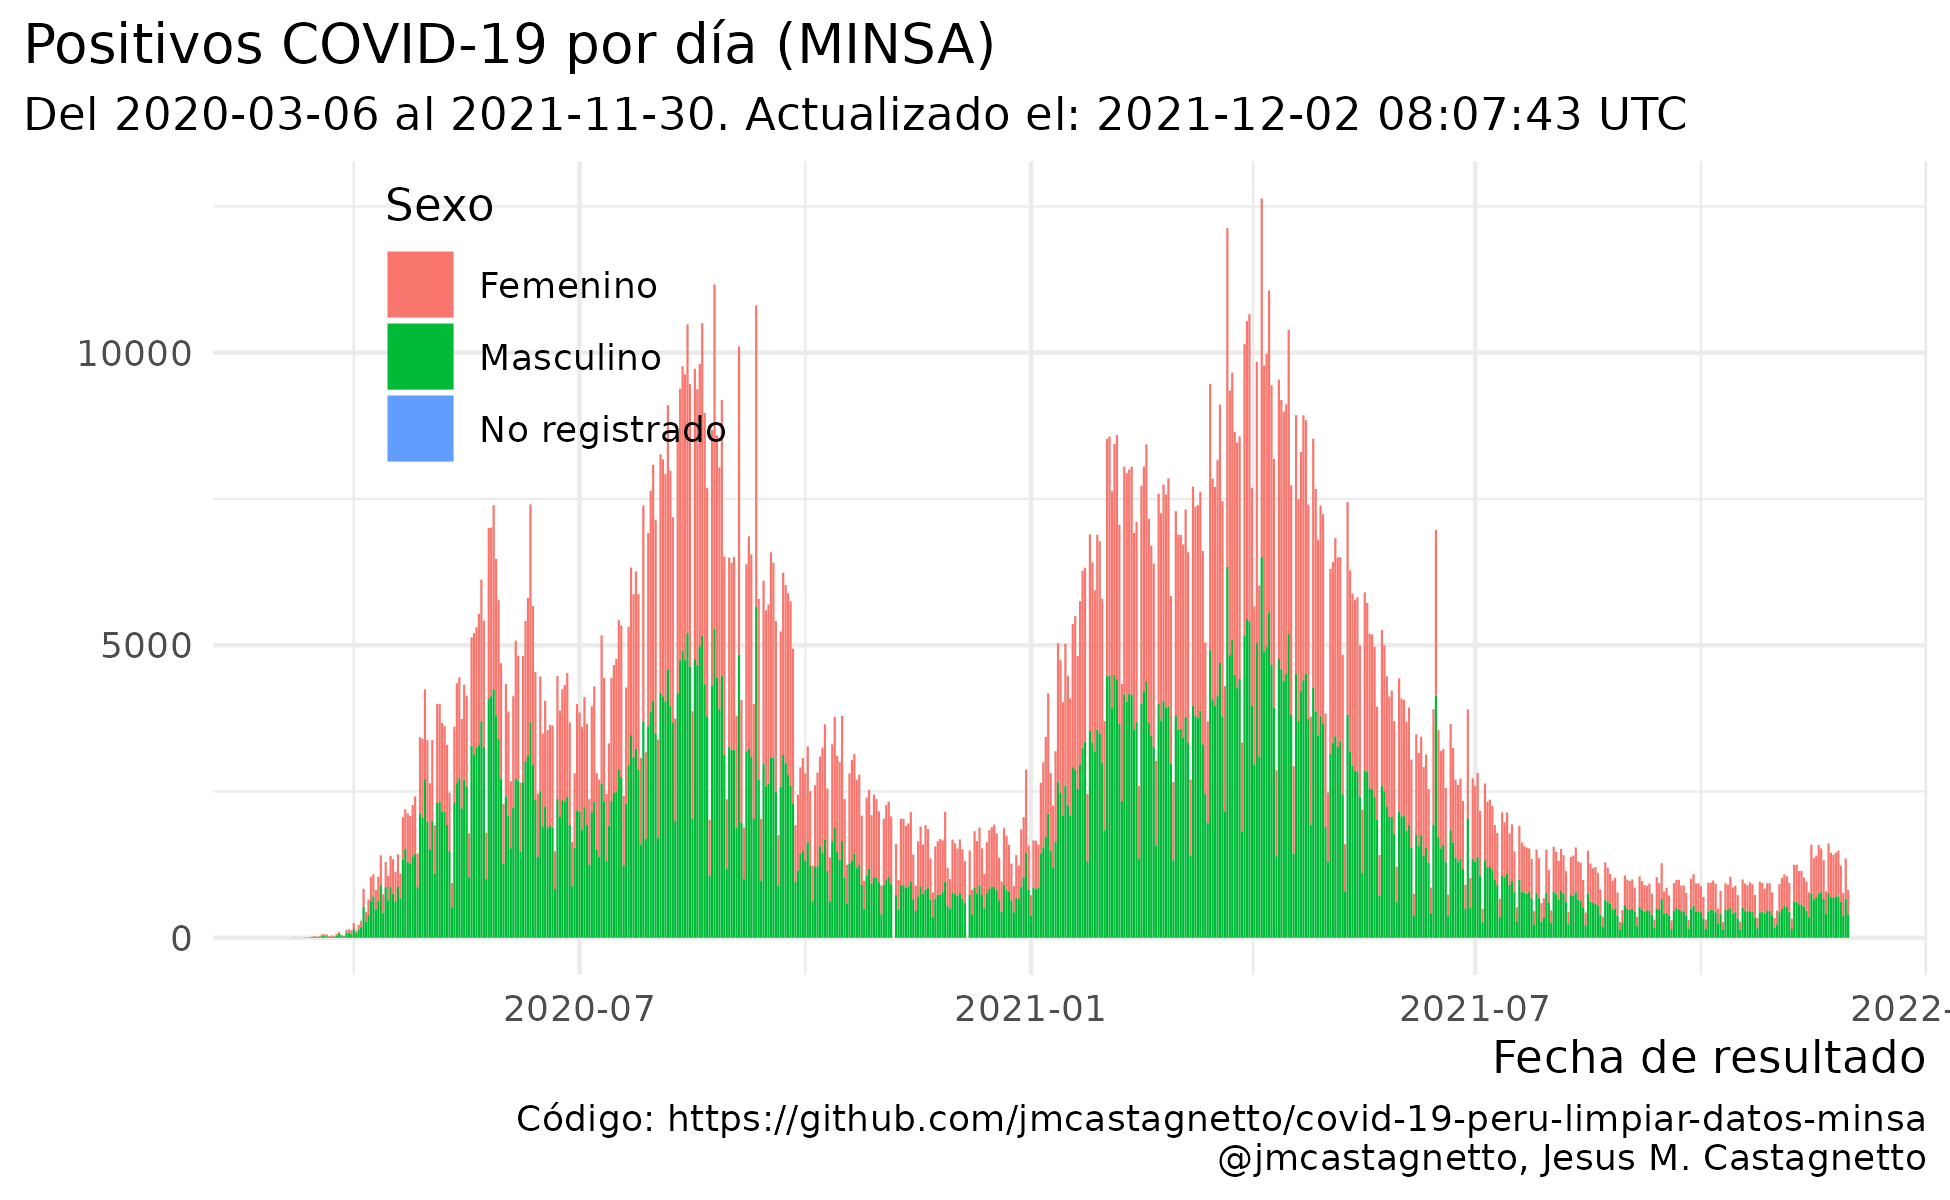 Positivos COVID-19 por día (MINSA)
Del 2020-03-06 al 2021-11-30. Actualizado el: 2021-12-02 08:07:43 UTC
Sexo
Femenino
Masculino
No registrado
10000
5000
0
2020-07
2021-01
2021-07
2022-
Fecha de resultado
Código: https://github.com/jmcastagnetto/covid-19-peru-limpiar-datos-minsa
@jmcastagnetto, Jesus M. Castagnetto